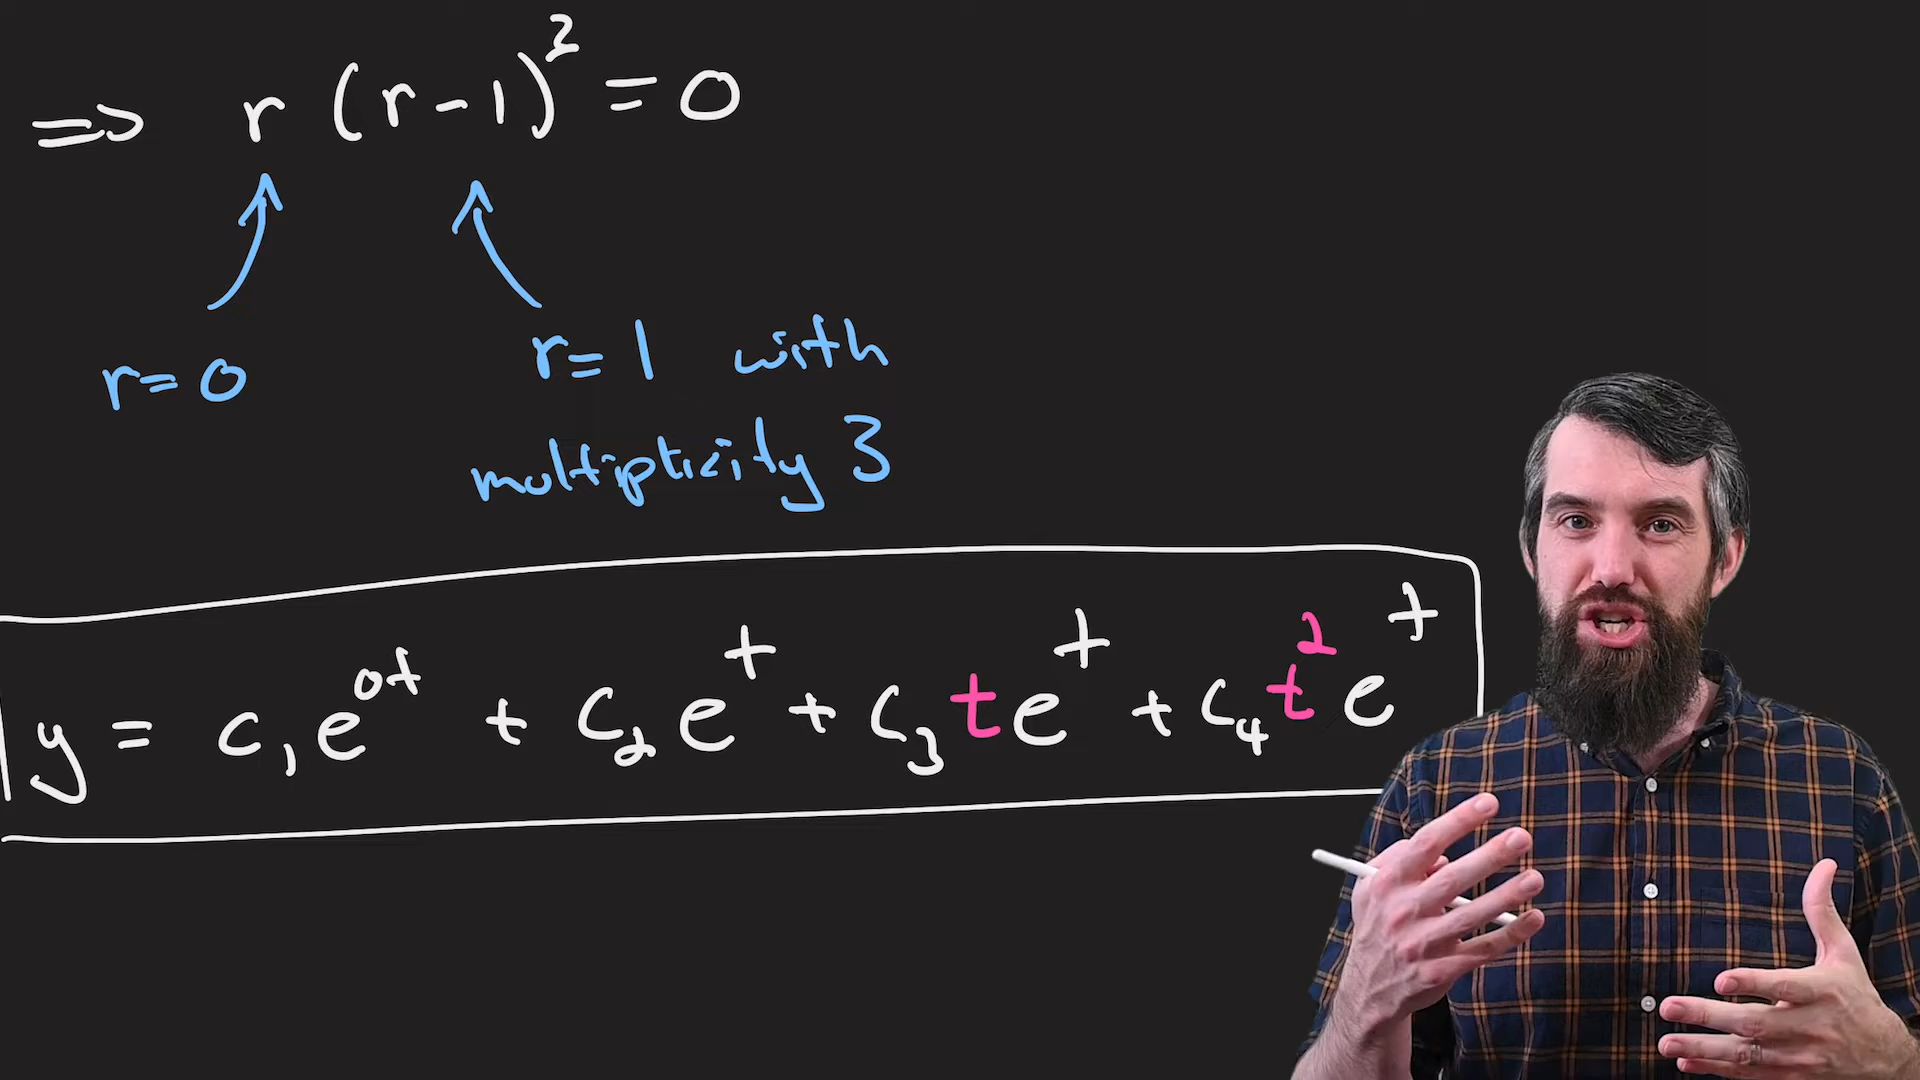 => r (r-1)² = 0
r=0
r=1 with
multiplicity 3
y = c₁e⁰ᵗ + c₂eᵗ + c₃teᵗ + c₄t²eᵗ